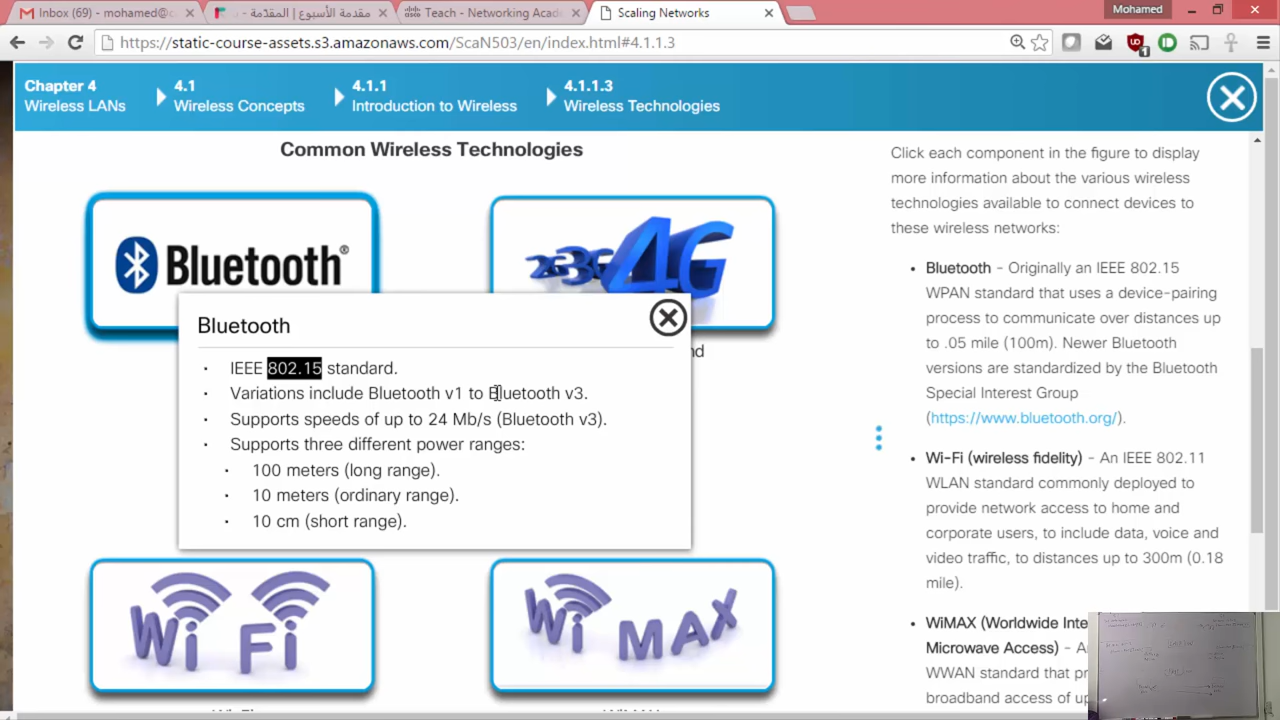 Inbox (69) - mohamed@c
مقدمة الأسبوع | المقدّمة -
Teach - Networking Acade
Scaling Networks
Mohamed
https://static-course-assets.s3.amazonaws.com/ScaN503/en/index.html#4.1.1.3
1
Chapter 4
Wireless LANs
4.1
Wireless Concepts
4.1.1
Introduction to Wireless
4.1.1.3
Wireless Technologies
Common Wireless Technologies
Bluetooth®
2G 3G 4G
nd
Bluetooth
· IEEE 802.15 standard.
· Variations include Bluetooth v1 to Bluetooth v3.
· Supports speeds of up to 24 Mb/s (Bluetooth v3).
· Supports three different power ranges:
· 100 meters (long range).
· 10 meters (ordinary range).
· 10 cm (short range).
Wi Fi
Wi MAX
Click each component in the figure to display
more information about the various wireless
technologies available to connect devices to
these wireless networks:
• Bluetooth - Originally an IEEE 802.15
WPAN standard that uses a device-pairing
process to communicate over distances up
to .05 mile (100m). Newer Bluetooth
versions are standardized by the Bluetooth
Special Interest Group
(https://www.bluetooth.org/).
• Wi-Fi (wireless fidelity) - An IEEE 802.11
WLAN standard commonly deployed to
provide network access to home and
corporate users, to include data, voice and
video traffic, to distances up to 300m (0.18
mile).
• WiMAX (Worldwide Inte
Microwave Access) - A
WWAN standard that pr
broadband access of up